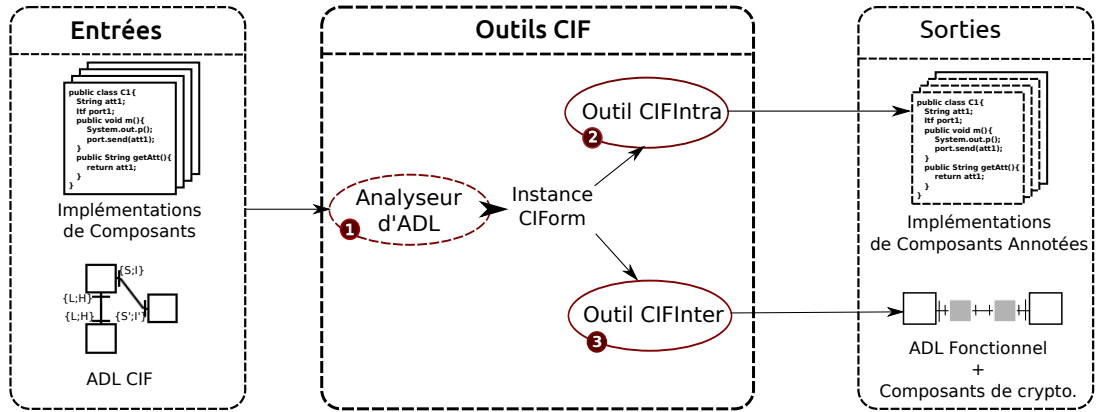 Entrées
public class C1{
String att1;
Itf port1;
public void m(){
System.out.p();
port.send(att1);
}
public String getAtt(){
return att1;
}
}
Implémentations
de Composants
{S;I}
{L;H}
{L;H}
{S';I'}
ADL CIF
Outils CIF
Analyseur
d'ADL
1
Instance
CIForm
Outil CIFIntra
2
Outil CIFInter
3
Sorties
public class C1{
String att1;
Itf port1;
public void m(){
System.out.p();
port.send(att1);
}
public String getAtt(){
return att1;
}
}
Implémentations
de Composants Annotées
ADL Fonctionnel
+
Composants de crypto.